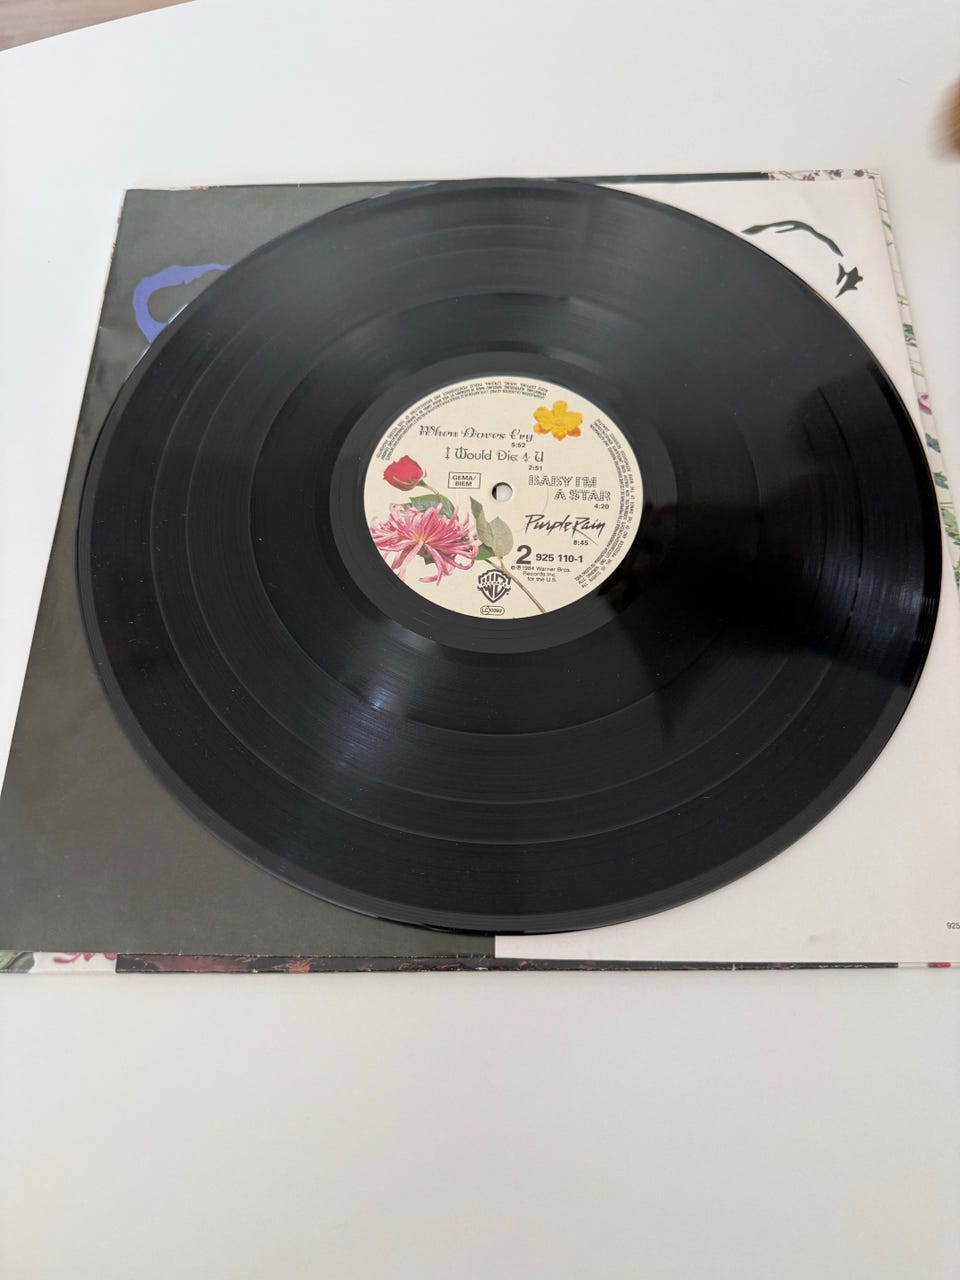 When Doves Cry
5:52
I Would Die 4 U
2:51
GEMA/
BIEM
BABY I'M
A STAR
4:20
Purple Rain
8:45
2 925 110-1
℗©1984 Warner Bros.
Records Inc.
for the U.S.
LC 0392
925